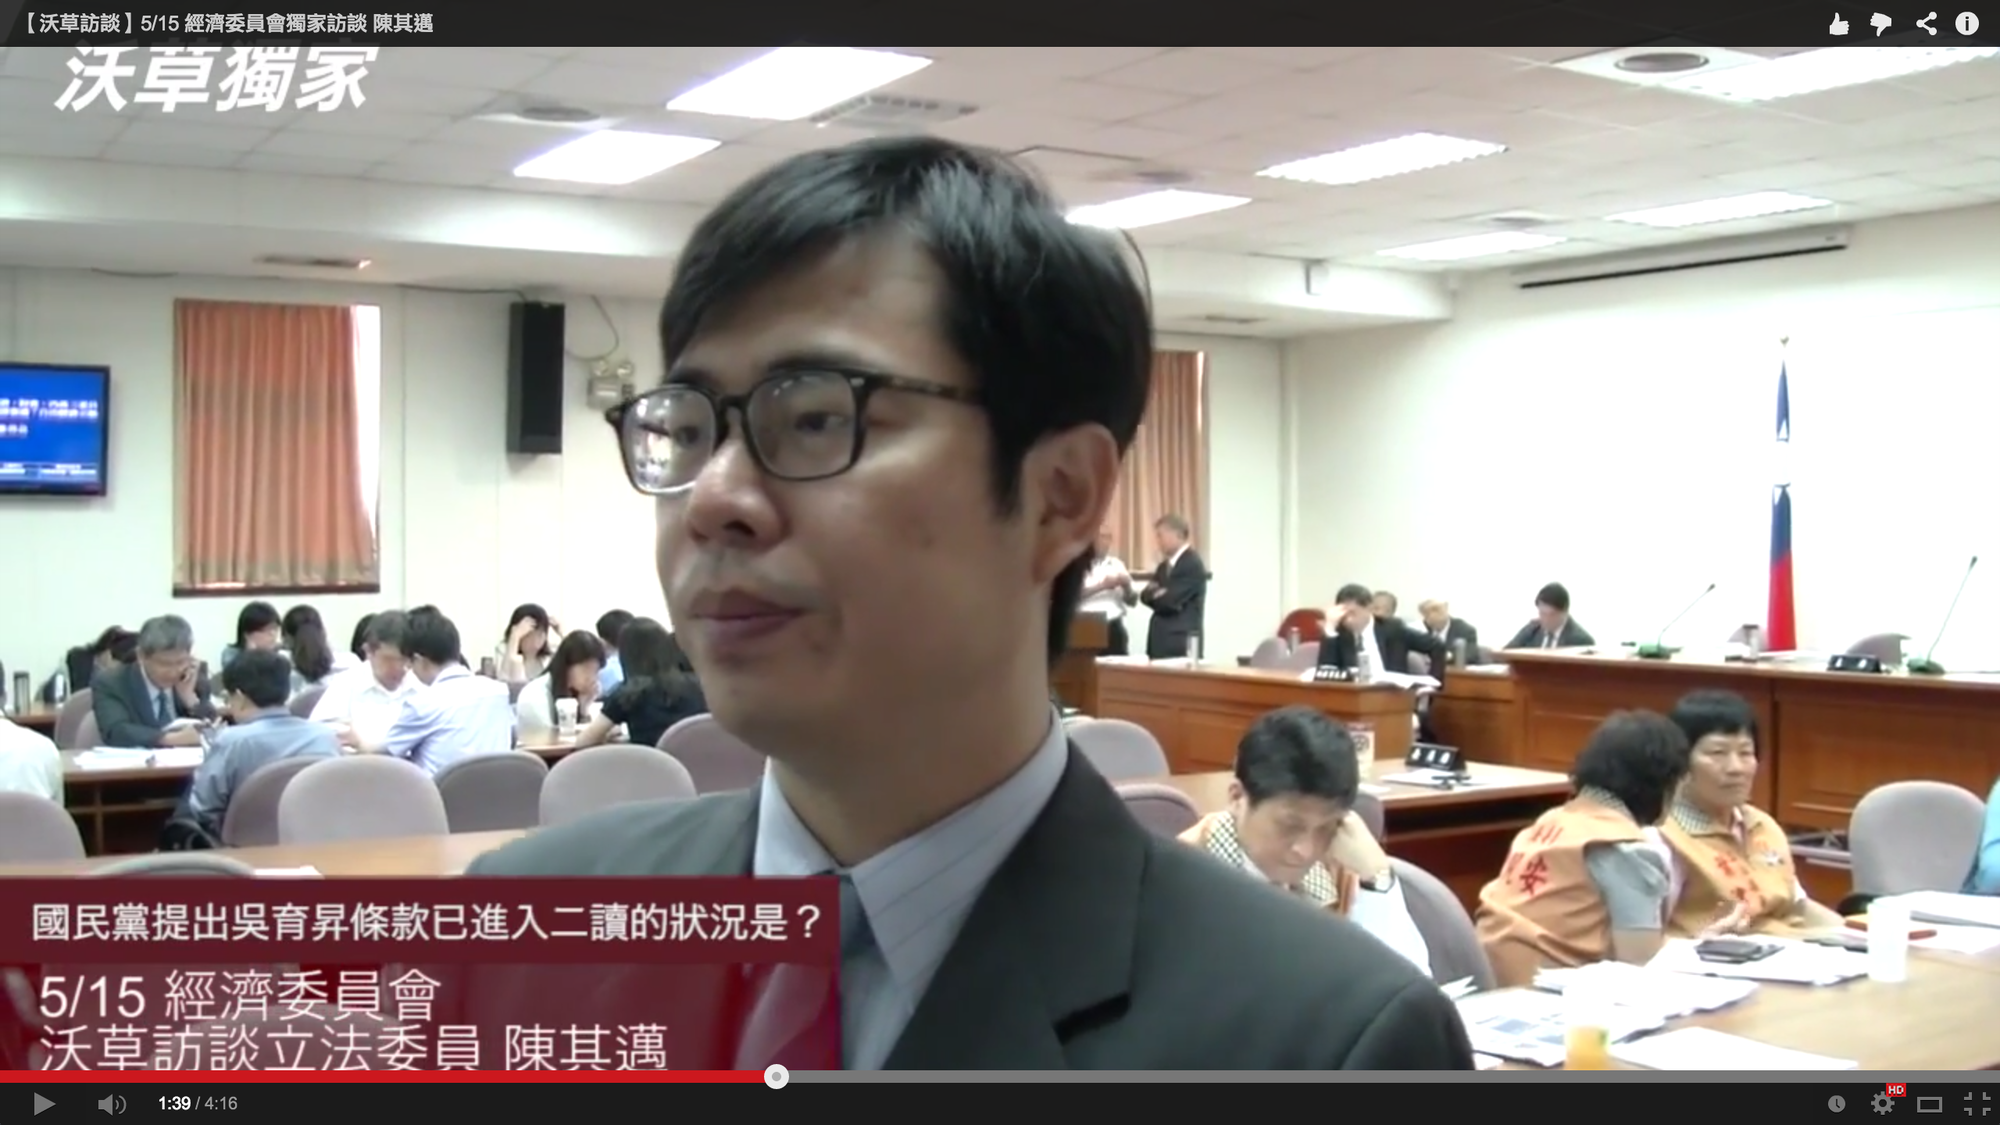 【沃草訪談】5/15 經濟委員會獨家訪談 陳其邁
沃草獨家
國民黨提出吳育昇條款已進入二讀的狀況是？
5/15 經濟委員會
沃草訪談立法委員 陳其邁
1:39 / 4:16
HD